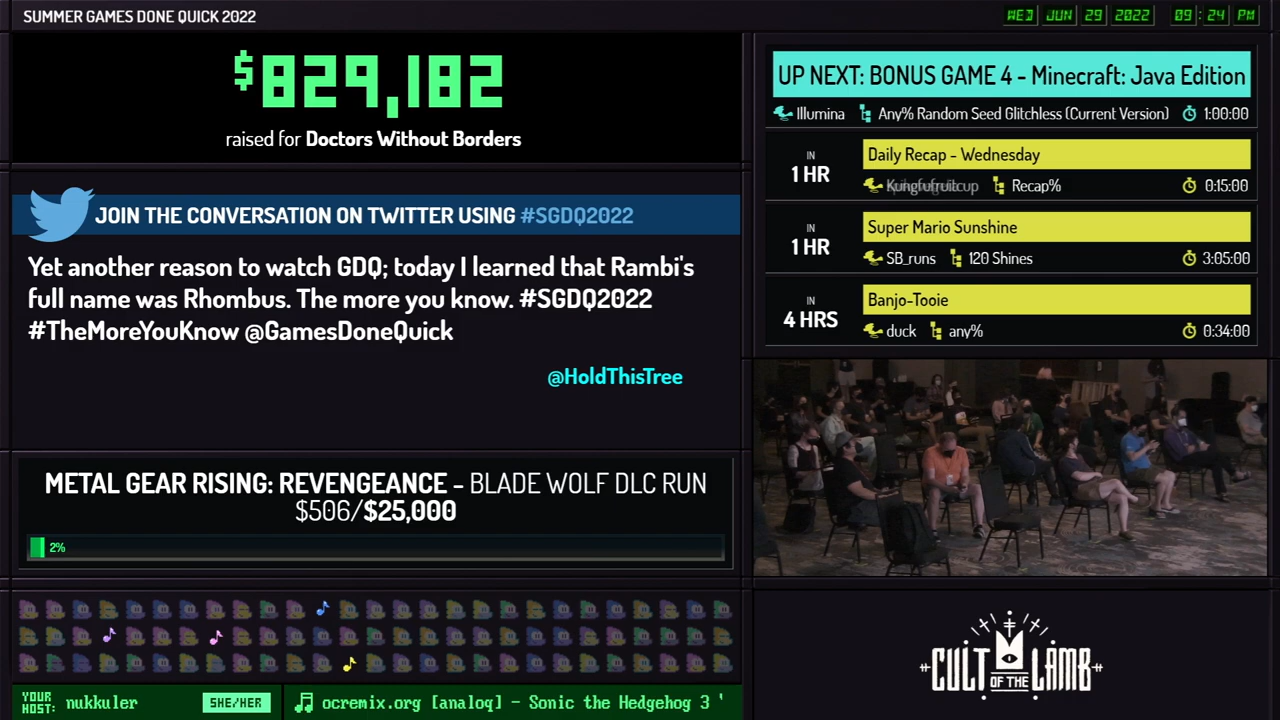 SUMMER GAMES DONE QUICK 2022
WED JUN 29 2022 09:24 PM
$829,182
raised for Doctors Without Borders
JOIN THE CONVERSATION ON TWITTER USING #SGDQ2022
Yet another reason to watch GDQ; today I learned that Rambi's
full name was Rhombus. The more you know. #SGDQ2022
#TheMoreYouKnow @GamesDoneQuick
@HoldThisTree
METAL GEAR RISING: REVENGEANCE - BLADE WOLF DLC RUN
$506/$25,000
2%
YOUR HOST: nukkuler SHE/HER ocremix.org [analoq] - Sonic the Hedgehog 3 '
UP NEXT: BONUS GAME 4 - Minecraft: Java Edition
Illumina Any% Random Seed Glitchless (Current Version) 1:00:00
IN 1 HR
Daily Recap - Wednesday
Recap% 0:15:00
IN 1 HR
Super Mario Sunshine
SB_runs 120 Shines 3:05:00
IN 4 HRS
Banjo-Tooie
duck any% 0:34:00
CULT OF THE LAMB